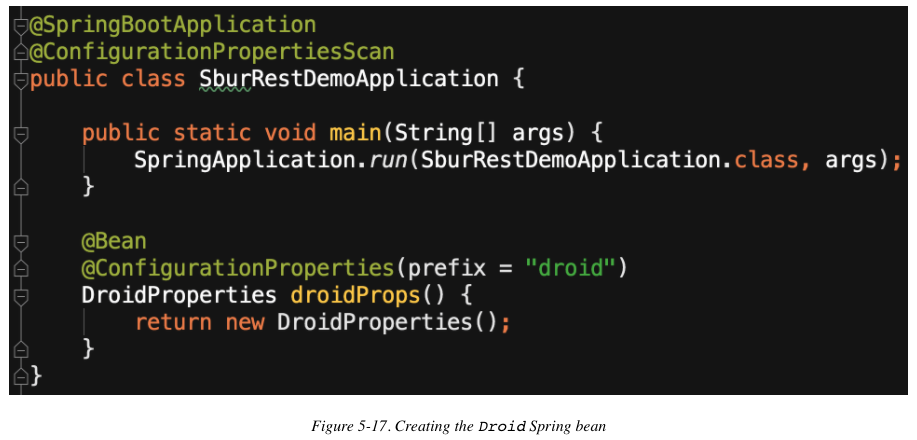 @SpringBootApplication
@ConfigurationPropertiesScan
public class SburRestDemoApplication {
public static void main(String[] args) {
SpringApplication.run(SburRestDemoApplication.class, args);
}
@Bean
@ConfigurationProperties(prefix = "droid")
DroidProperties droidProps() {
return new DroidProperties();
}
}
Figure 5-17. Creating the Droid Spring bean